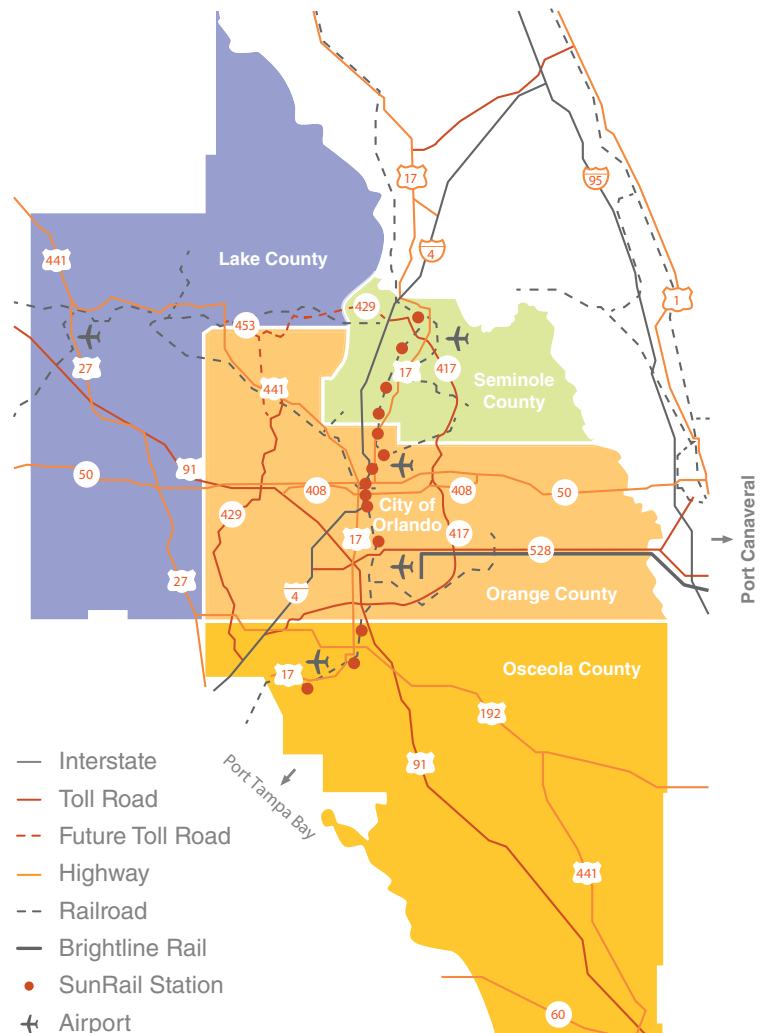 17
95
4
441
Lake County
1
429
453
27
17
417
Seminole
County
441
91
50
408
408
50
City of
Orlando
429
17
417
528
Port Canaveral
27
4
Orange County
Osceola County
17
192
91
Port Tampa Bay
441
60
Interstate
Toll Road
Future Toll Road
Highway
Railroad
Brightline Rail
SunRail Station
Airport